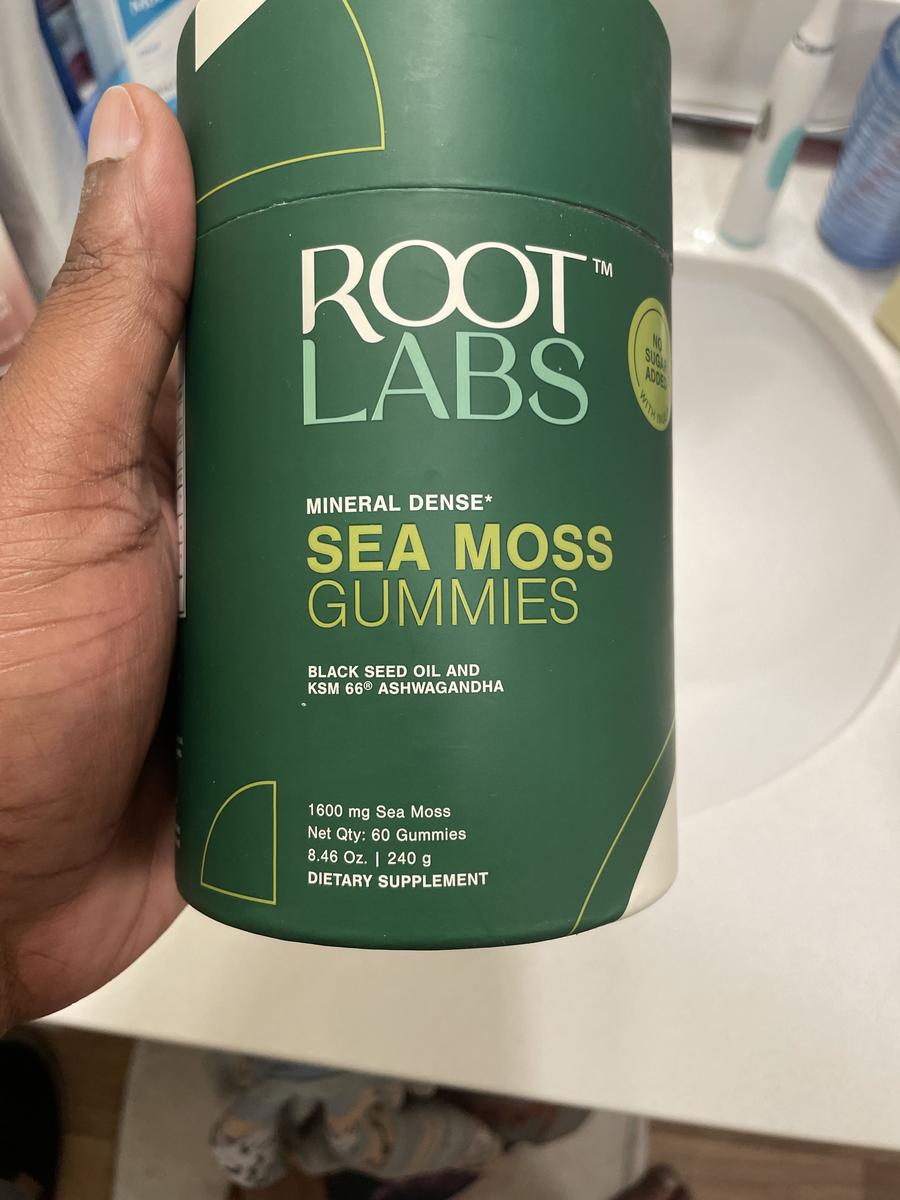 ROOT™
LABS
NO
SUGAR
ADDED
MINERAL DENSE*
SEA MOSS
GUMMIES
BLACK SEED OIL AND
KSM 66® ASHWAGANDHA
1600 mg Sea Moss
Net Qty: 60 Gummies
8.46 Oz. | 240 g
DIETARY SUPPLEMENT